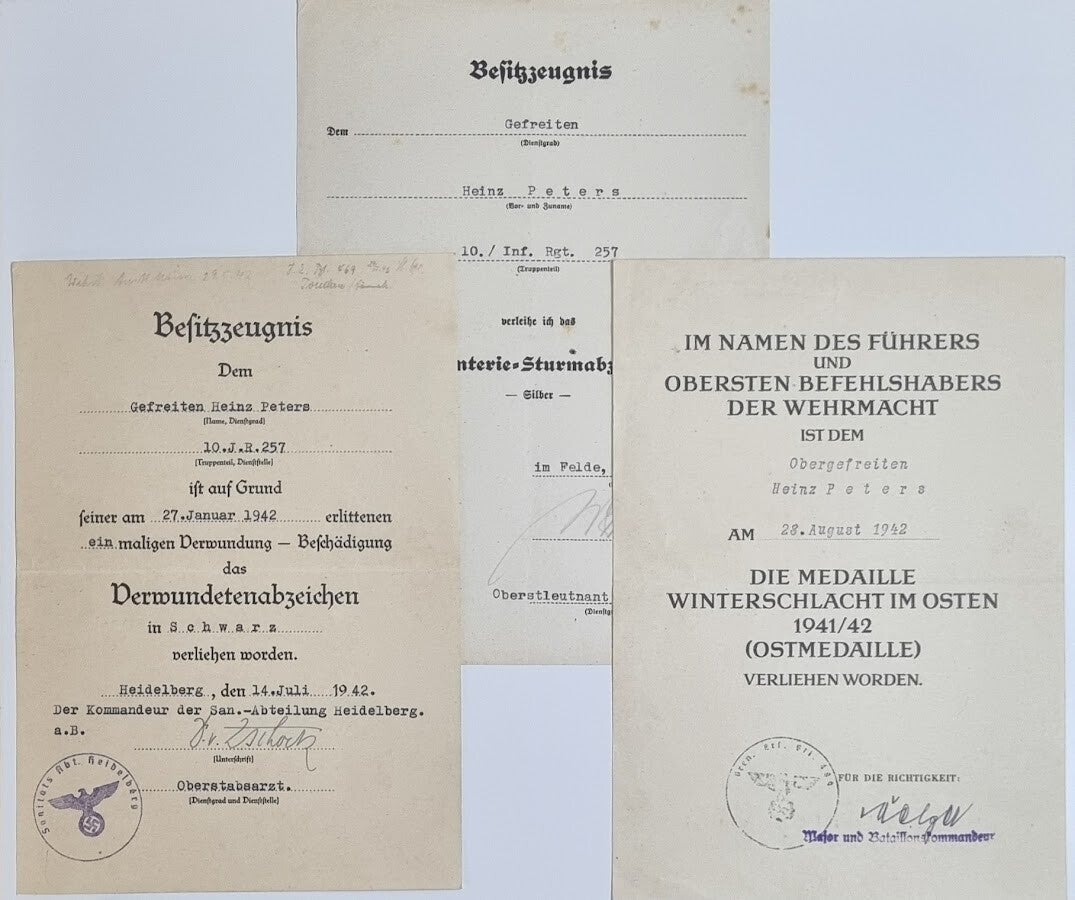 Besitzzeugnis
Dem Gefreiten
(Dienstgrad)
Heinz Peters
(Vor- und Zuname)
10./ Inf. Rgt. 257
(Truppenteil)
verleihe ich das
nterie-Sturmabz
— Silber —
im Felde,
Oberstleutnant
(Dienstg
Besitzzeugnis
Dem
Gefreiten Heinz Peters
(Name, Dienstgrad)
10.J.R.257
(Truppenteil, Dienststelle)
ist auf Grund
seiner am 27.Januar 1942 erlittenen
ein maligen Verwundung — Beschädigung
das
Verwundetenabzeichen
in Schwarz
verliehen worden.
Heidelberg, den 14.Juli 1942.
Der Kommandeur der San.-Abteilung Heidelberg.
a.B.
(Unterschrift)
Oberstabsarzt.
(Dienstgrad und Dienststelle)
Sanitäts Abt. Heidelberg
IM NAMEN DES FÜHRERS
UND
OBERSTEN BEFEHLSHABERS
DER WEHRMACHT
IST DEM
Obergefreiten
Heinz Peters
AM 28.August 1942
DIE MEDAILLE
WINTERSCHLACHT IM OSTEN
1941/42
(OSTMEDAILLE)
VERLIEHEN WORDEN.
FÜR DIE RICHTIGKEIT:
Major und Bataillonskommandeur